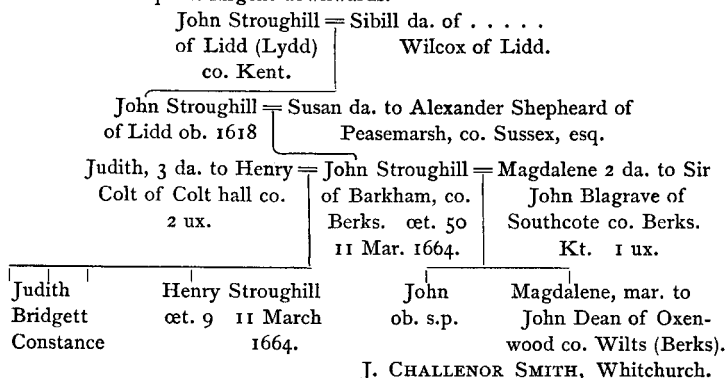 John Stroughill = Sibill da. of . . . . .
of Lidd (Lydd) Wilcox of Lidd.
co. Kent.
John Stroughill = Susan da. to Alexander Shepheard of
of Lidd ob. 1618 Peasemarsh, co. Sussex, esq.
Judith, 3 da. to Henry = John Stroughill = Magdalene 2 da. to Sir
Colt of Colt hall co. of Barkham, co. John Blagrave of
2 ux. Berks. œt. 50 Southcote co. Berks.
11 Mar. 1664. Kt. 1 ux.
Judith Henry Stroughill John Magdalene, mar. to
Bridgett œt. 9 11 March ob. s.p. John Dean of Oxen-
Constance 1664. wood co. Wilts (Berks).
J. CHALLENOR SMITH, Whitchurch.